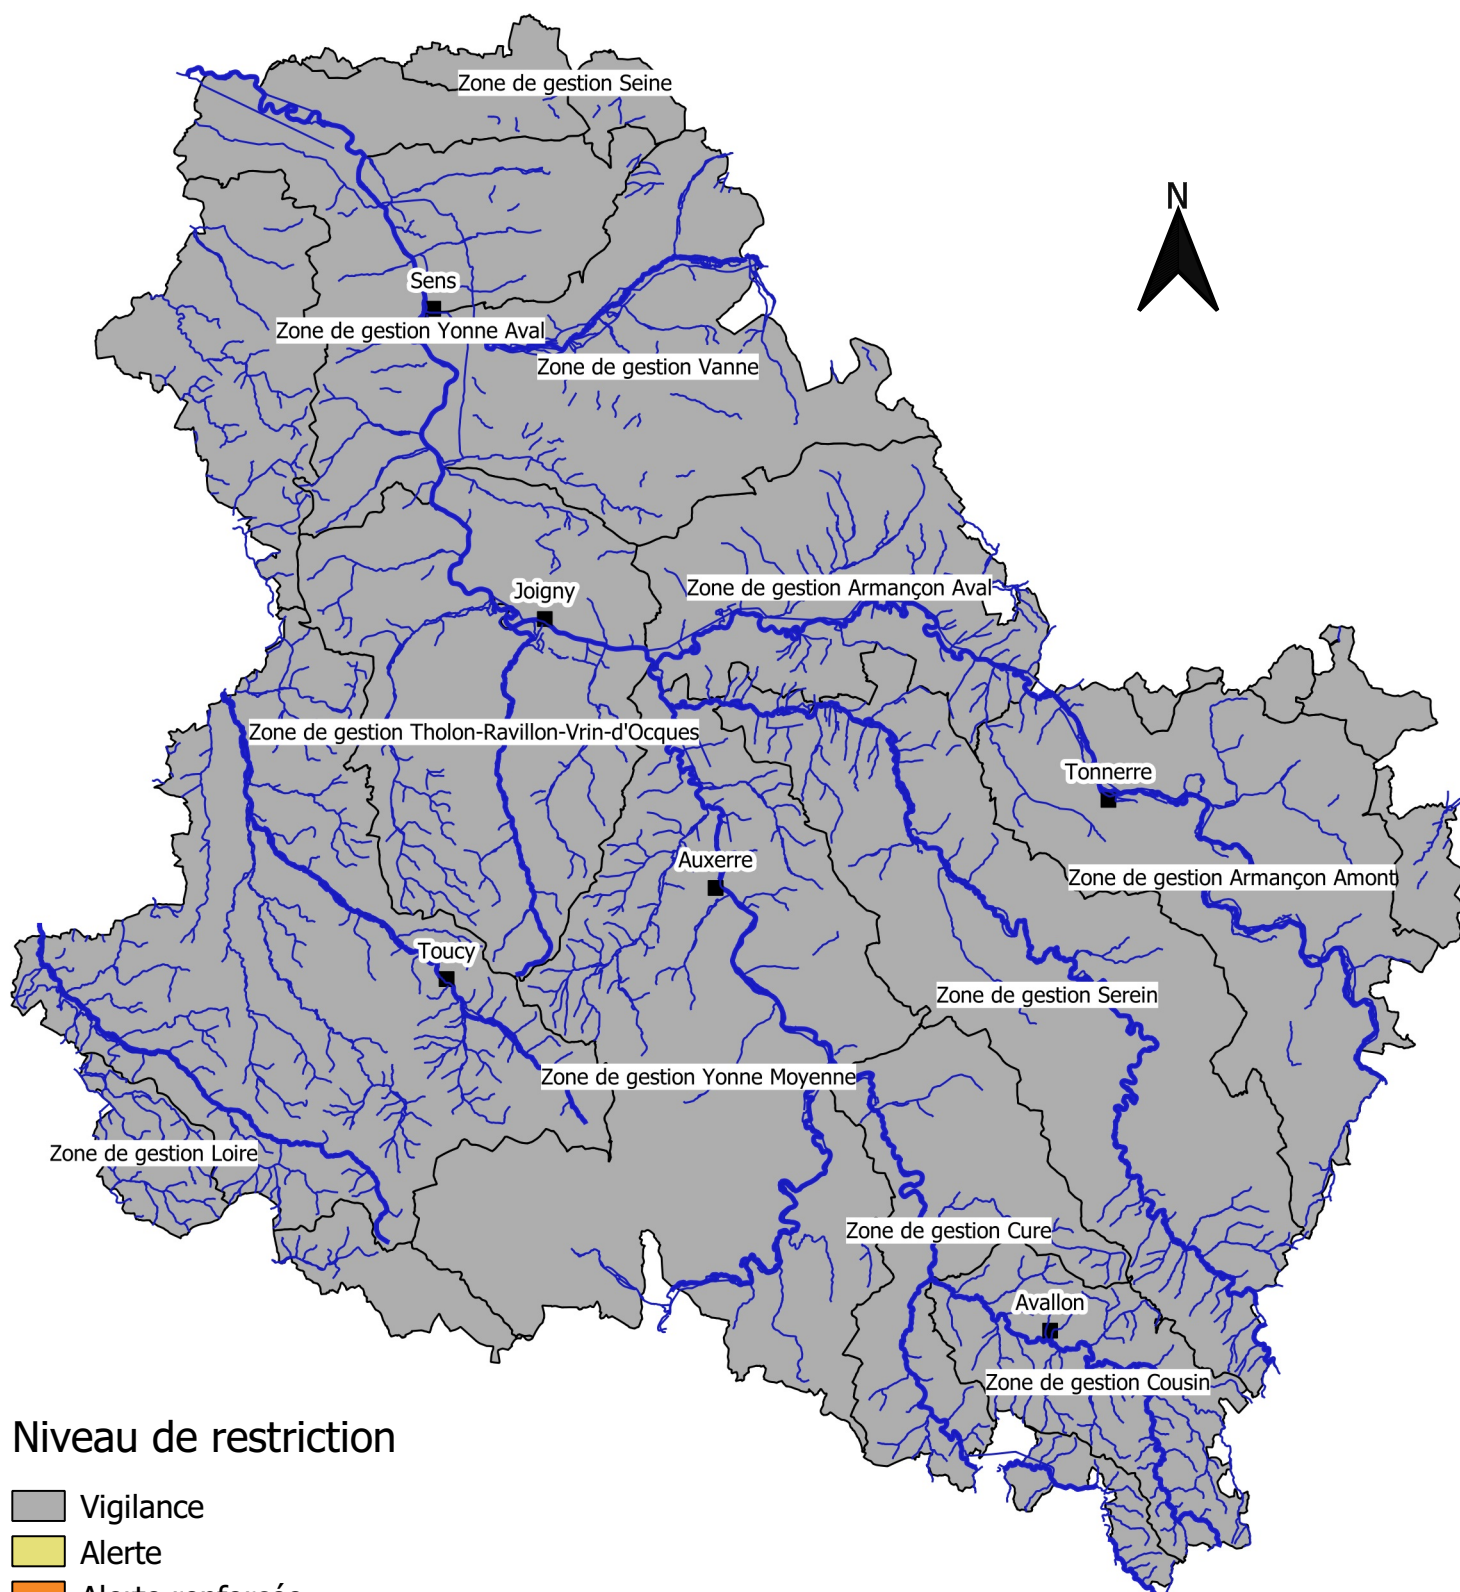 Zone de gestion Seine
N
Sens
Zone de gestion Yonne Aval
Zone de gestion Vanne
Zone de gestion Armançon Aval
Joigny
Zone de gestion Tholon-Ravillon-Vrin-d'Ocques
Tonnerre
Auxerre
Zone de gestion Armançon Amont
Toucy
Zone de gestion Serein
Zone de gestion Yonne Moyenne
Zone de gestion Loire
Zone de gestion Cure
Avallon
Zone de gestion Cousin
Niveau de restriction
Vigilance
Alerte
Alerte renforcée